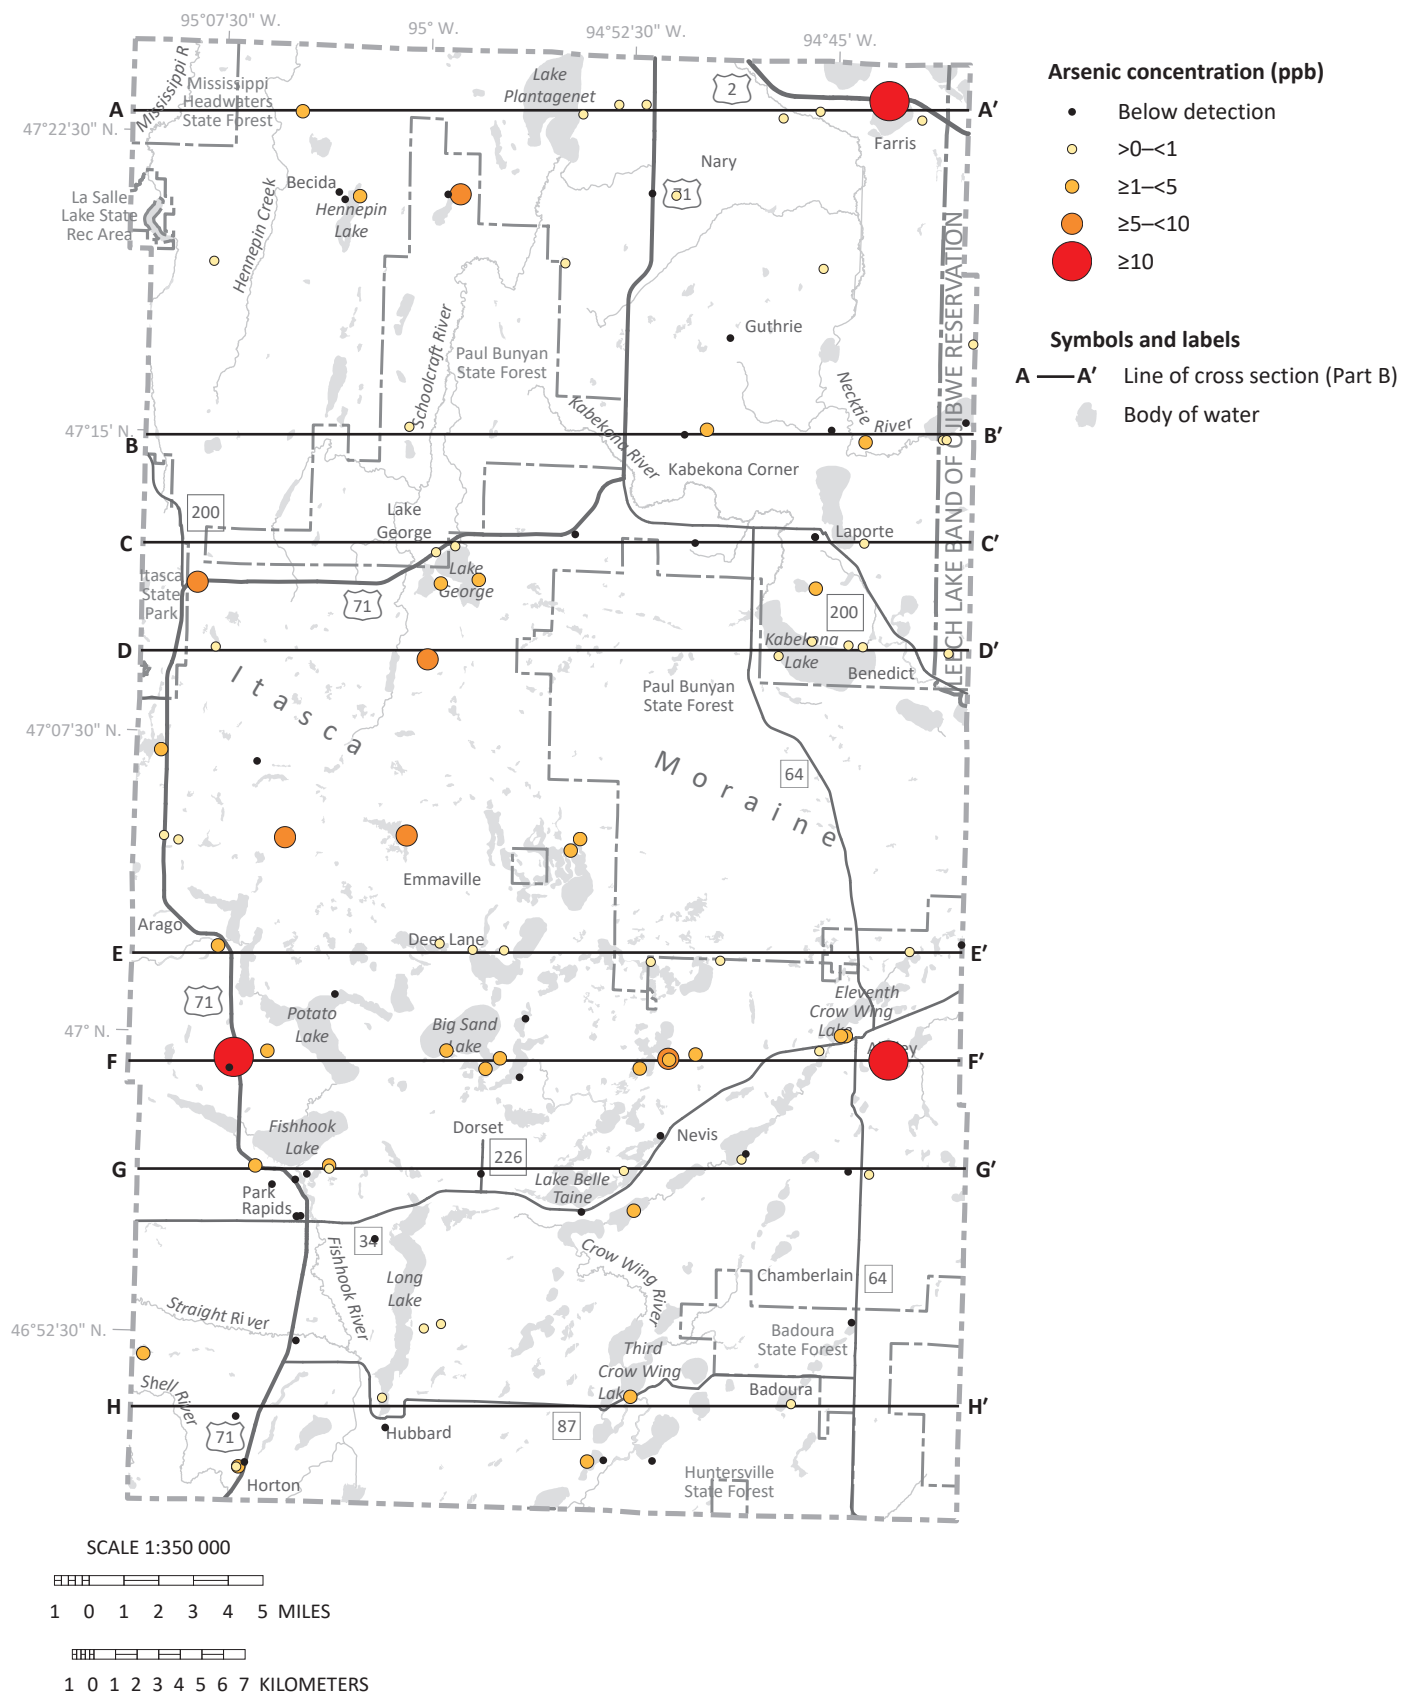 95°07'30" W.
95° W.
94°52'30" W.
94°45' W.
Mississippi R
Mississippi
Headwaters
State Forest
Lake
Plantagenet
2
A
A′
47°22'30" N.
Farris
Nary
Becida
Hennepin
Lake
71
La Salle
Lake State
Rec Area
Hennepin Creek
Schoolcraft River
Guthrie
Paul Bunyan
State Forest
Necktie
River
Kabekona River
LEECH LAKE BAND OF OJIBWE RESERVATION
47°15' N.
B
B′
Kabekona Corner
200
Lake
George
Laporte
C
C′
Itasca
State
Park
Lake
George
71
200
Kabekona
Lake
D
D′
Benedict
Itasca
Paul Bunyan
State Forest
47°07'30" N.
Moraine
64
Emmaville
Arago
Deer Lane
E
E′
71
Potato
Lake
Big Sand
Lake
Eleventh
Crow Wing
Lake
47° N.
F
F′
Fishhook
Lake
Dorset
Nevis
226
G
G′
Lake Belle
Taine
Park
Rapids
34
Fishhook River
Crow Wing River
Long
Lake
Chamberlain
64
Straight River
46°52'30" N.
Badoura
State Forest
Third
Crow Wing
Lake
Shell River
Badoura
H
H′
71
Hubbard
87
Horton
Huntersville
State Forest
Arsenic concentration (ppb)
Below detection
>0–<1
≥1–<5
≥5–<10
≥10
Symbols and labels
A — A′ Line of cross section (Part B)
Body of water
SCALE 1:350 000
1 0 1 2 3 4 5 MILES
1 0 1 2 3 4 5 6 7 KILOMETERS